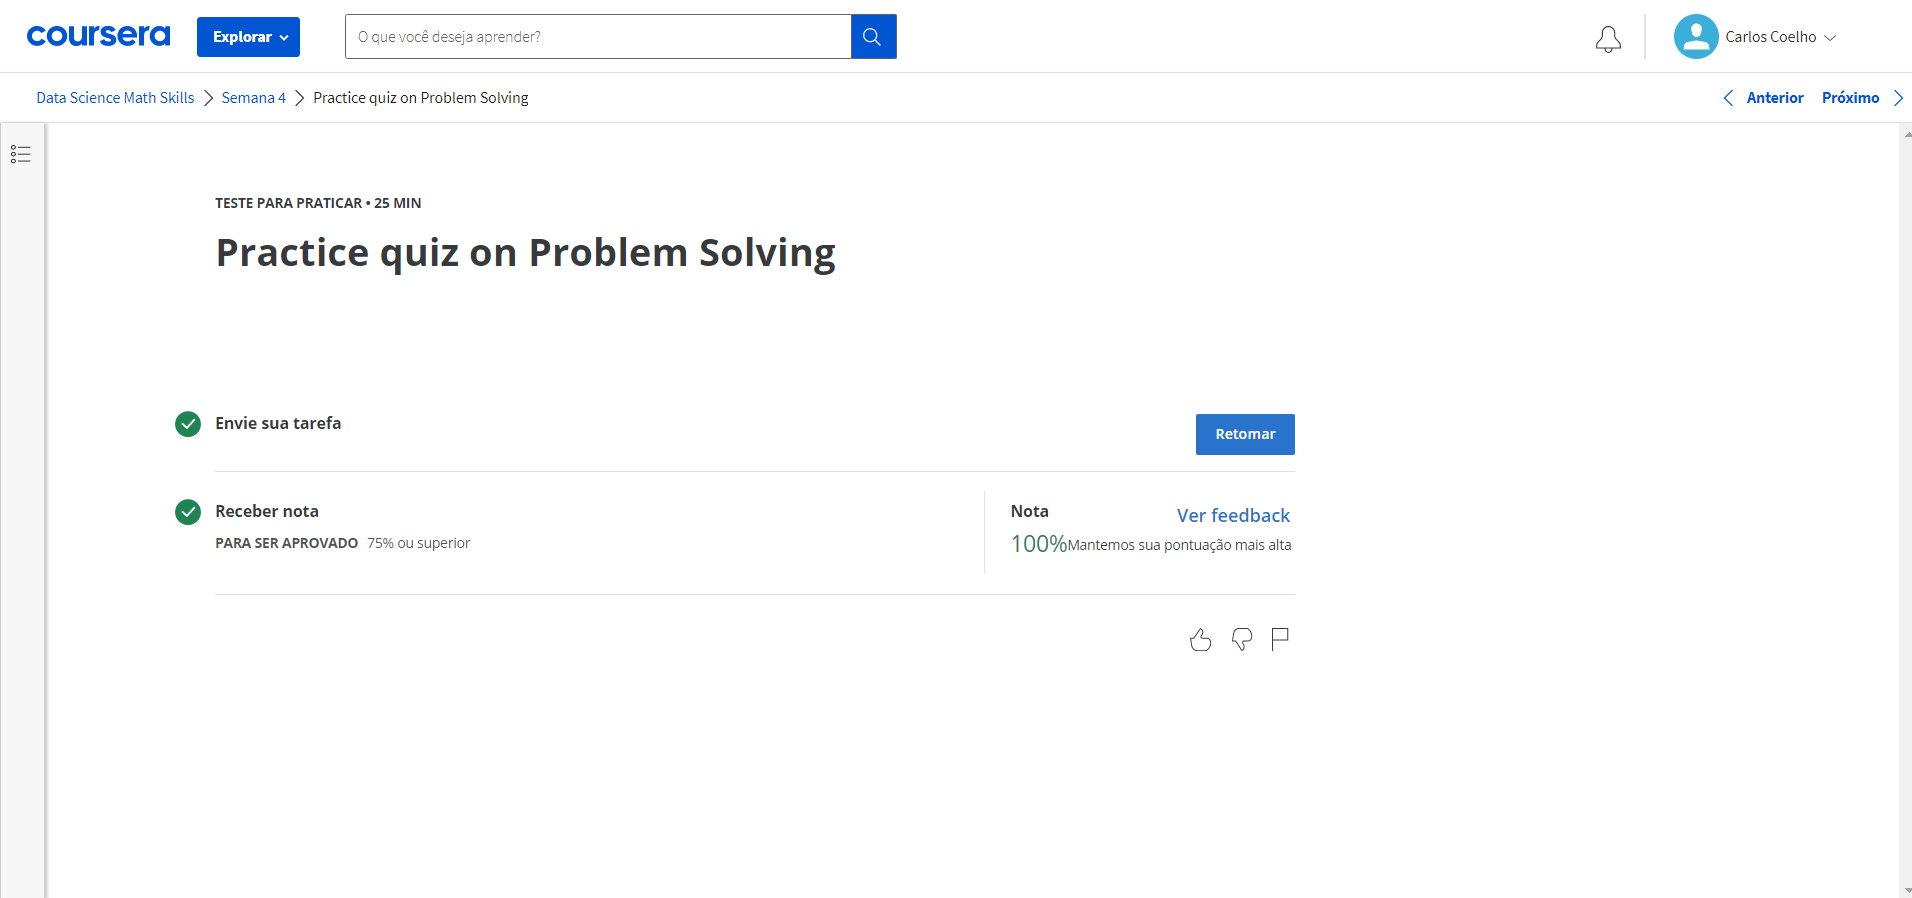 coursera
Explorar
O que você deseja aprender?
Carlos Coelho
Data Science Math Skills
Semana 4
Practice quiz on Problem Solving
Anterior
Próximo
TESTE PARA PRATICAR • 25 MIN
Practice quiz on Problem Solving
Envie sua tarefa
Retomar
Receber nota
PARA SER APROVADO 75% ou superior
Nota
Ver feedback
100%Mantemos sua pontuação mais alta